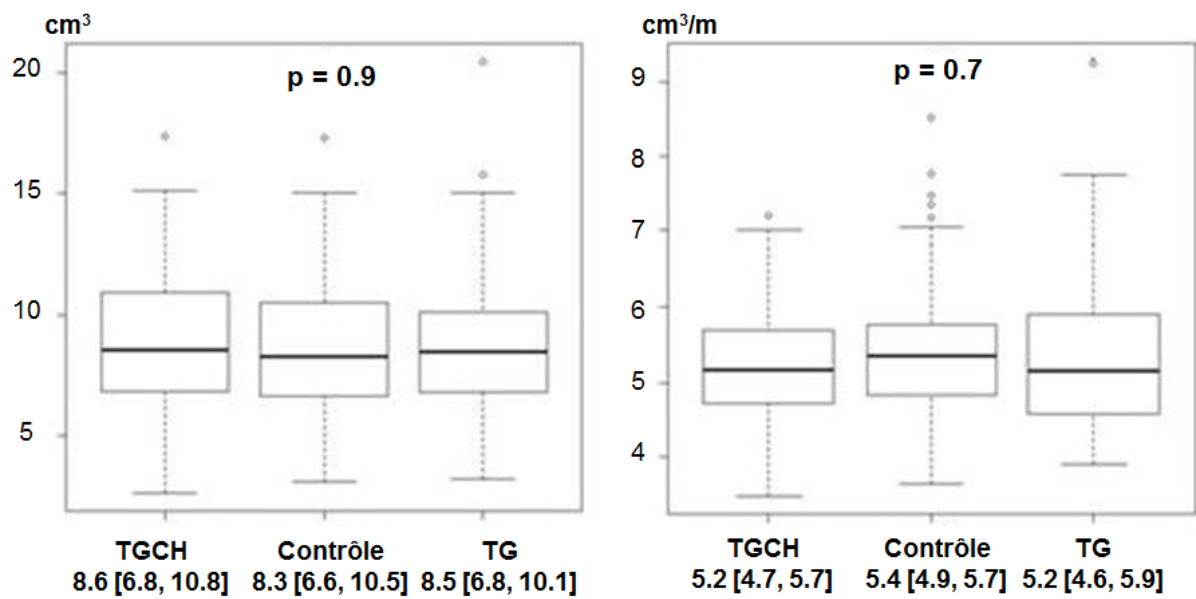 cm³
p = 0.9
20
15
10
5
TGCH Contrôle TG
8.6 [6.8, 10.8] 8.3 [6.6, 10.5] 8.5 [6.8, 10.1]
cm³/m
p = 0.7
9
8
7
6
5
4
TGCH Contrôle TG
5.2 [4.7, 5.7] 5.4 [4.9, 5.7] 5.2 [4.6, 5.9]